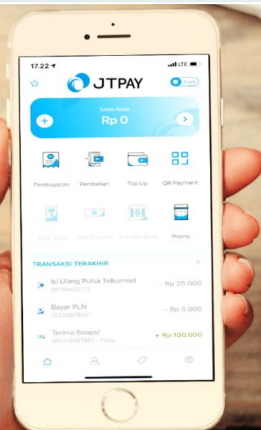 17.22
LTE
JTPAY
Saldo Anda
Rp 0
Pembayaran Pembelian Top Up QR Payment
Promo
TRANSAKSI TERAKHIR
Isi Ulang Pulsa Telkomsel
- Rp 25.000
Bayar PLN
- Rp 5.000
Terima Snaps!
+ Rp 100.000